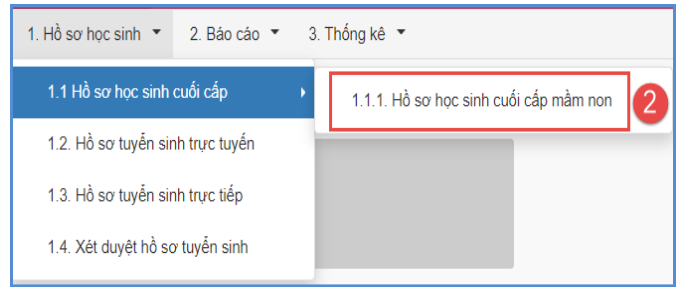 1. Hồ sơ học sinh 2. Báo cáo 3. Thống kê
1.1 Hồ sơ học sinh cuối cấp
1.1.1. Hồ sơ học sinh cuối cấp mầm non 2
1.2. Hồ sơ tuyển sinh trực tuyến
1.3. Hồ sơ tuyển sinh trực tiếp
1.4. Xét duyệt hồ sơ tuyển sinh